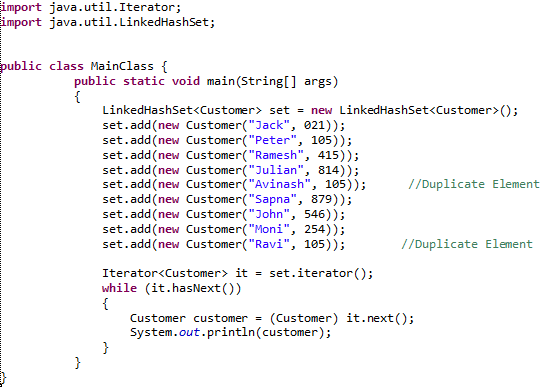 import java.util.Iterator;
import java.util.LinkedHashSet;
public class MainClass {
public static void main(String[] args)
{
LinkedHashSet<Customer> set = new LinkedHashSet<Customer>();
set.add(new Customer("Jack", 021));
set.add(new Customer("Peter", 105));
set.add(new Customer("Ramesh", 415));
set.add(new Customer("Julian", 814));
set.add(new Customer("Avinash", 105)); //Duplicate Element
set.add(new Customer("Sapna", 879));
set.add(new Customer("John", 546));
set.add(new Customer("Moni", 254));
set.add(new Customer("Ravi", 105)); //Duplicate Element
Iterator<Customer> it = set.iterator();
while (it.hasNext())
{
Customer customer = (Customer) it.next();
System.out.println(customer);
}
}
}